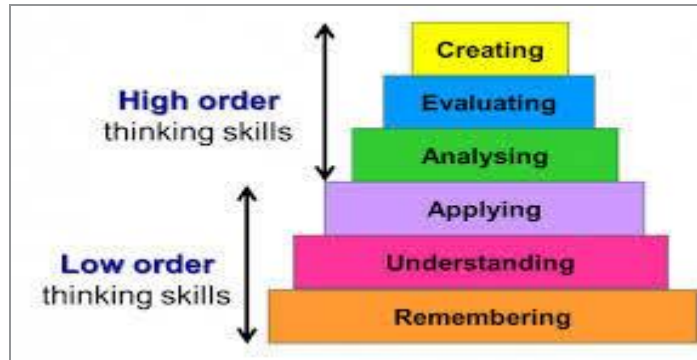 Creating
High order
thinking skills
Evaluating
Analysing
Applying
Low order
thinking skills
Understanding
Remembering